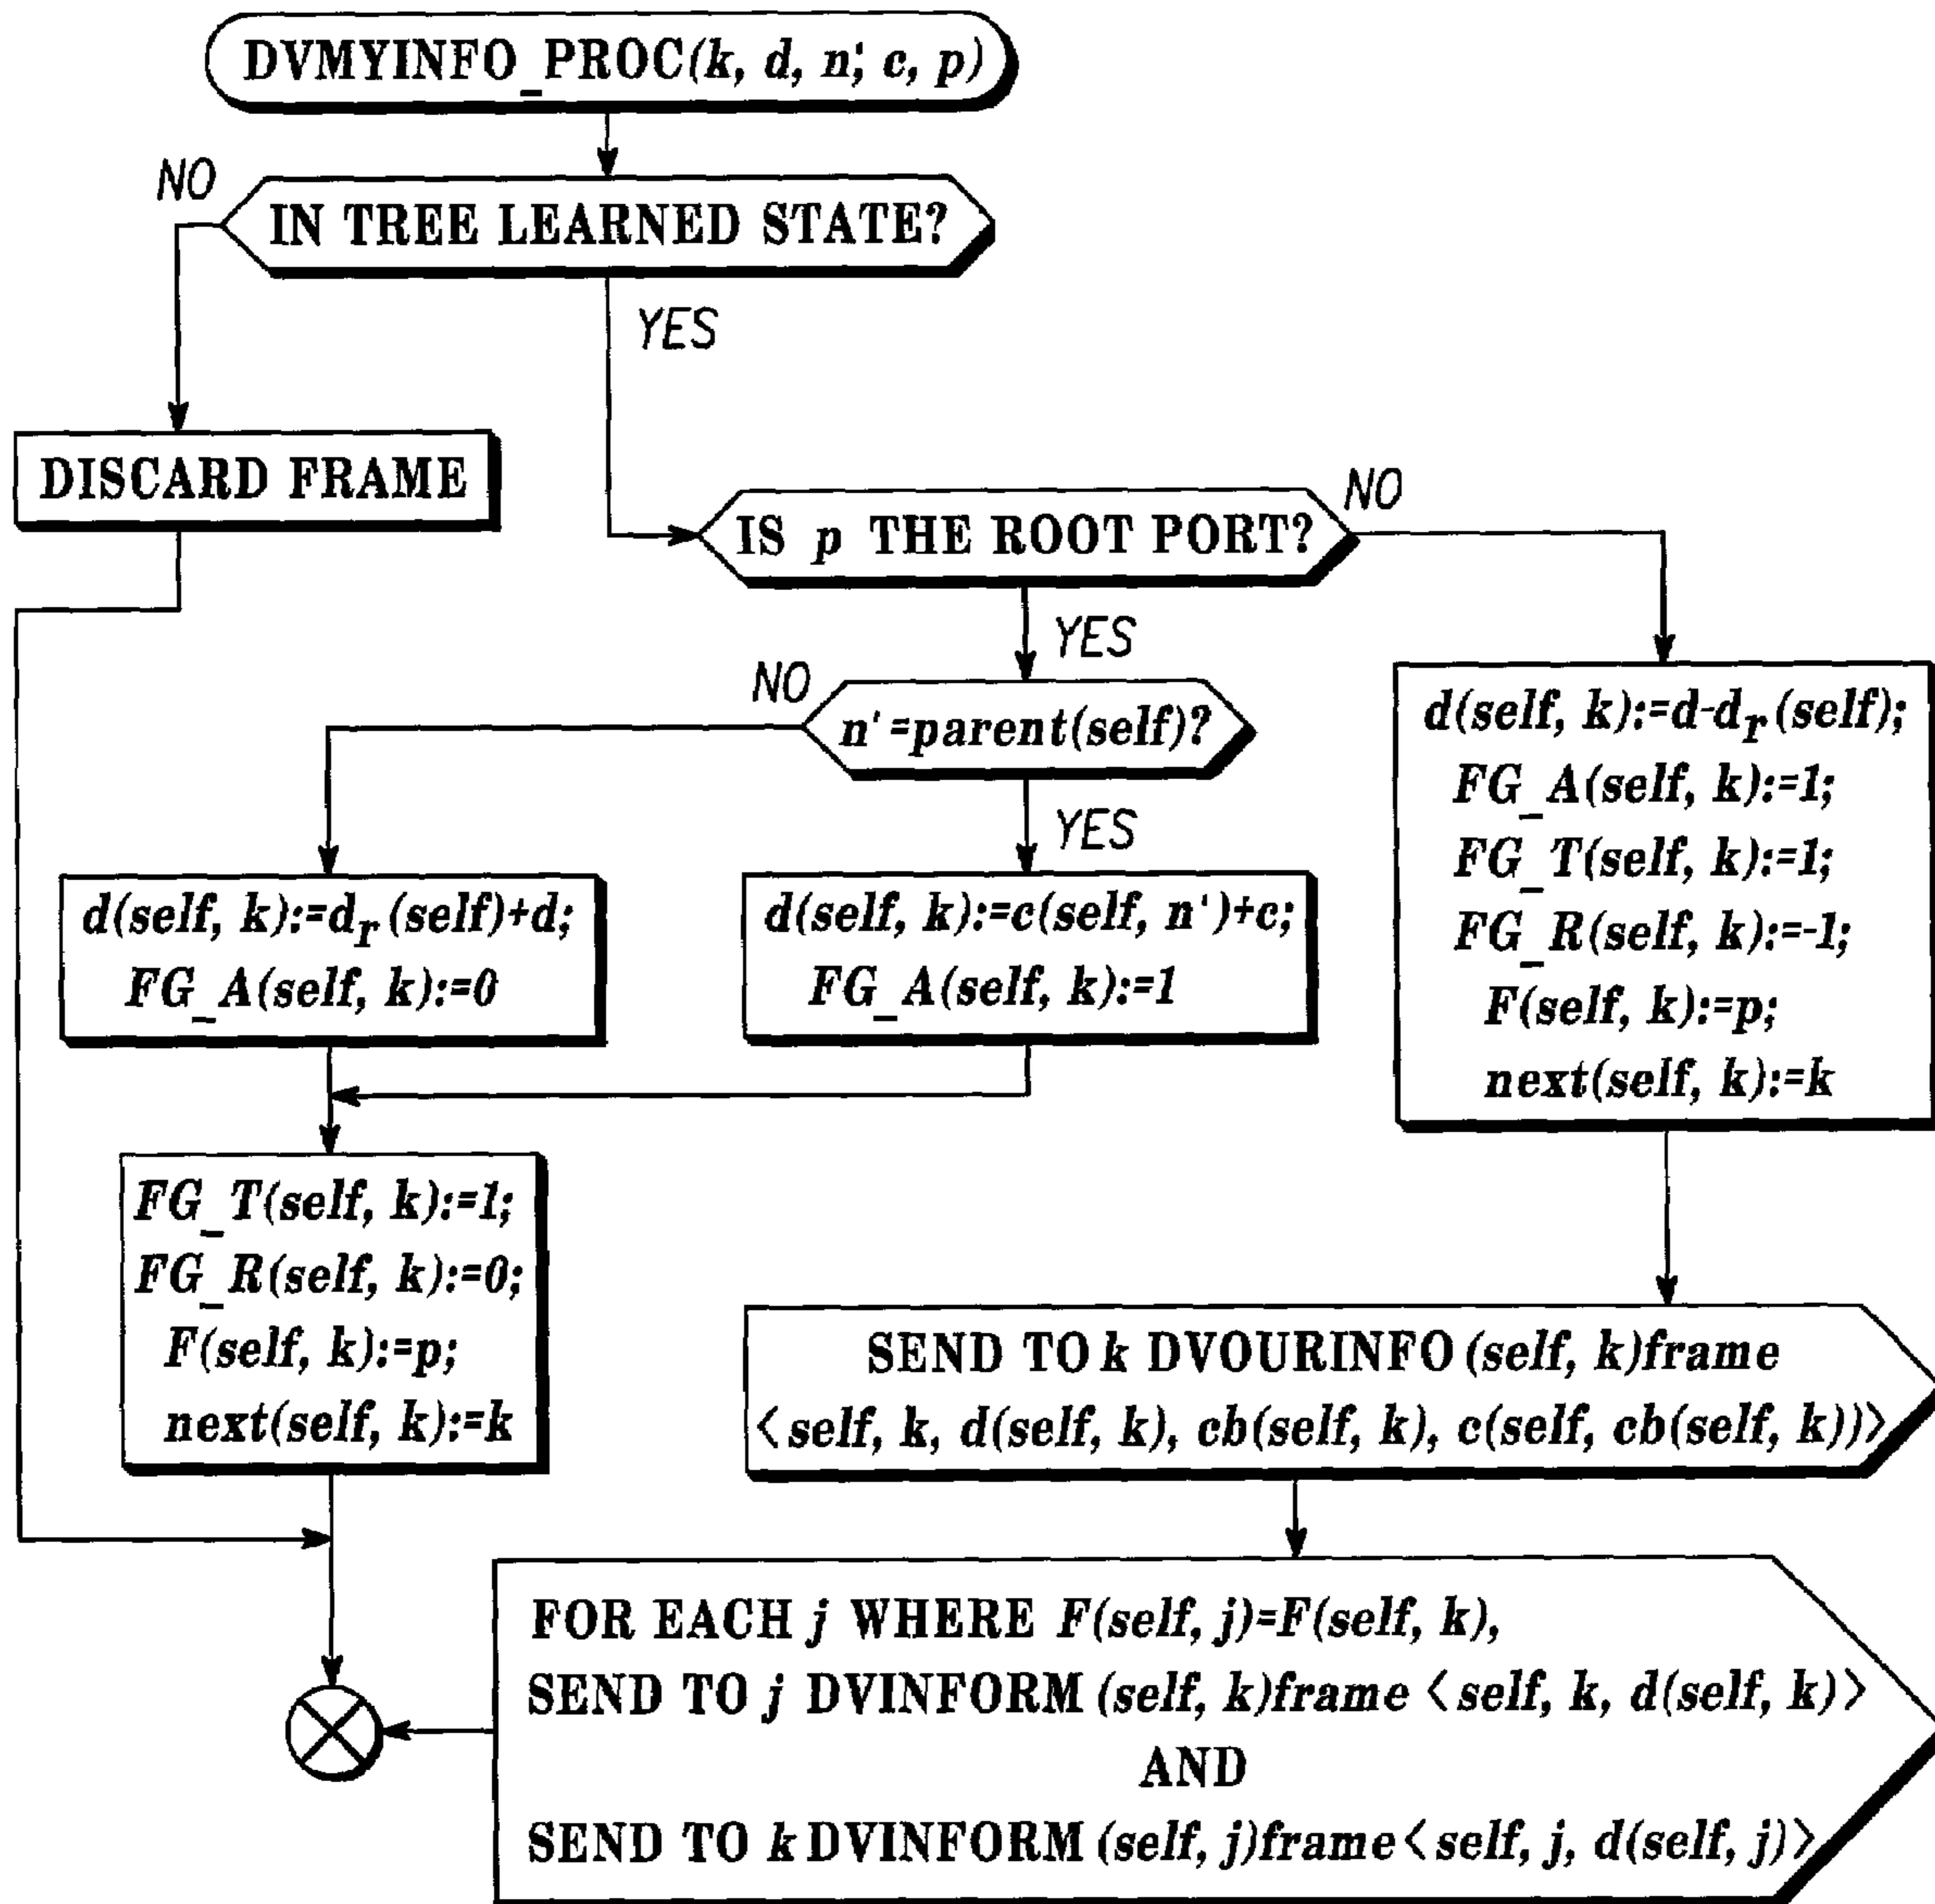 DVMYINFO_PROC(k, d, n', c, p)
NO
IN TREE LEARNED STATE?
YES
DISCARD FRAME
NO
IS p THE ROOT PORT?
YES
NO
n'=parent(self)?
YES
d(self, k):=d-dr(self);
FG_A(self, k):=1;
FG_T(self, k):=1;
FG_R(self, k):=-1;
F(self, k):=p;
next(self, k):=k
d(self, k):=dr(self)+d;
FG_A(self, k):=0
d(self, k):=c(self, n')+c;
FG_A(self, k):=1
FG_T(self, k):=1;
FG_R(self, k):=0;
F(self, k):=p;
next(self, k):=k
SEND TO k DVOURINFO (self, k)frame
<self, k, d(self, k), cb(self, k), c(self, cb(self, k))>
FOR EACH j WHERE F(self, j)=F(self, k),
SEND TO j DVINFORM (self, k)frame <self, k, d(self, k)>
AND
SEND TO k DVINFORM (self, j)frame<self, j, d(self, j)>